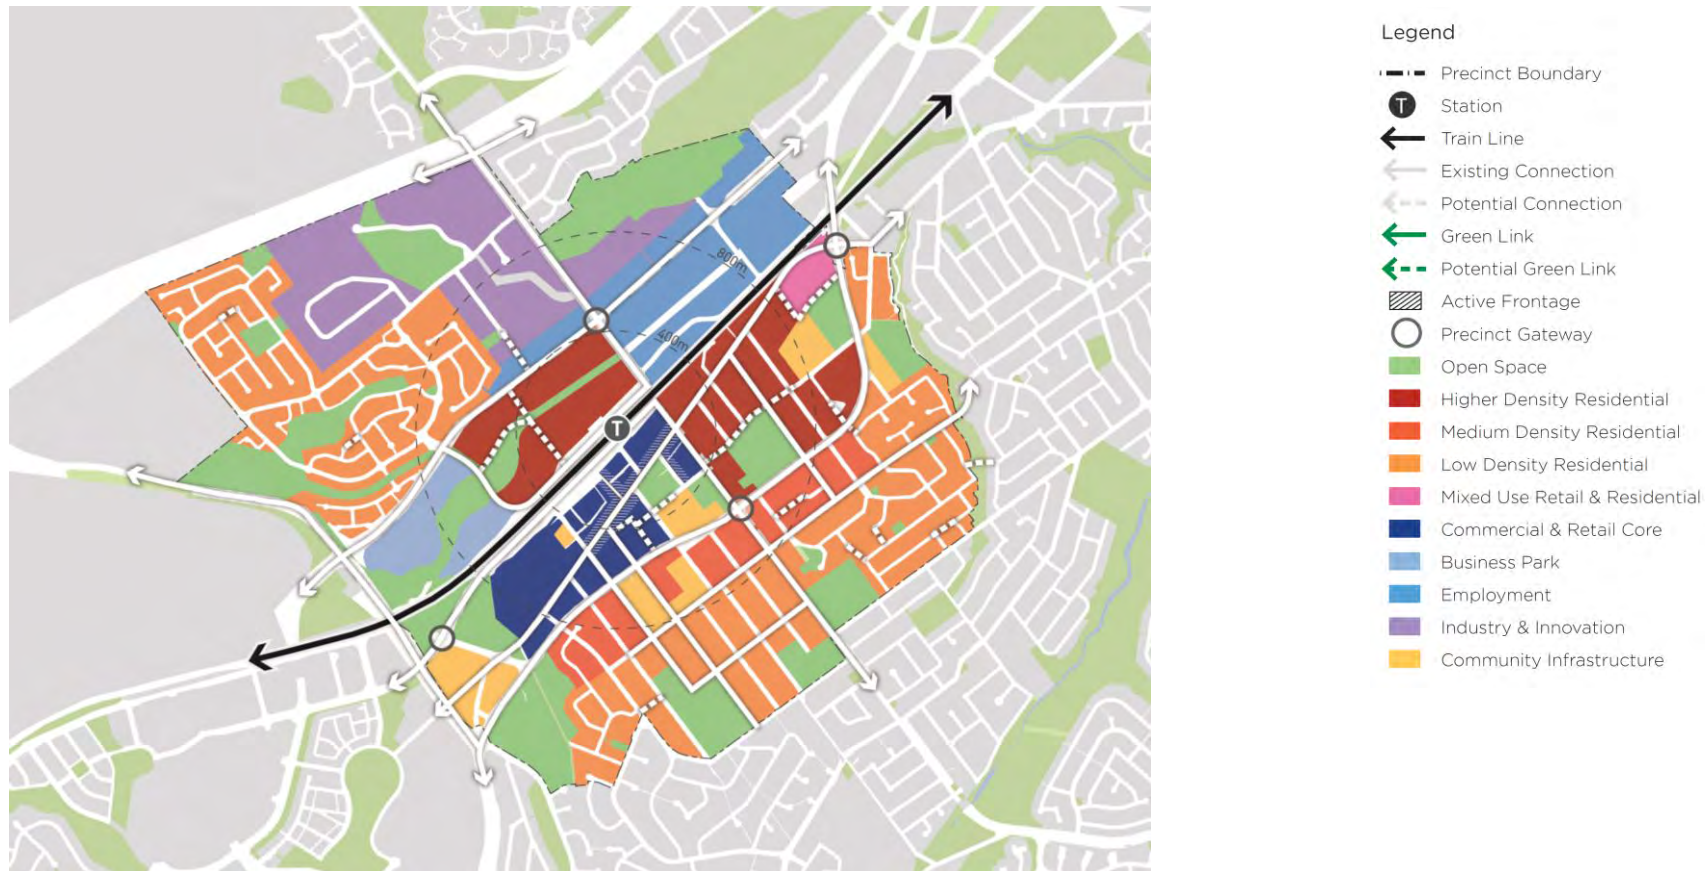 800m
400m
T
Legend
Precinct Boundary
T Station
Train Line
Existing Connection
Potential Connection
Green Link
Potential Green Link
Active Frontage
Precinct Gateway
Open Space
Higher Density Residential
Medium Density Residential
Low Density Residential
Mixed Use Retail & Residential
Commercial & Retail Core
Business Park
Employment
Industry & Innovation
Community Infrastructure